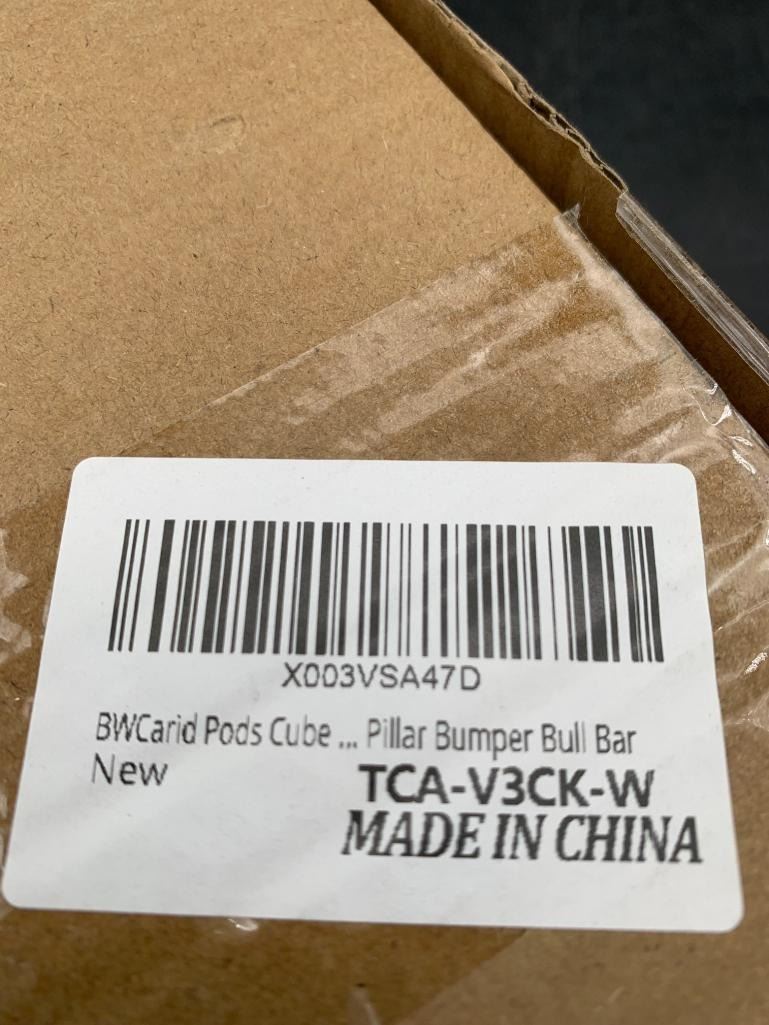 X003VSA47D
BWCarid Pods Cube ... Pillar Bumper Bull Bar
New
TCA-V3CK-W
MADE IN CHINA